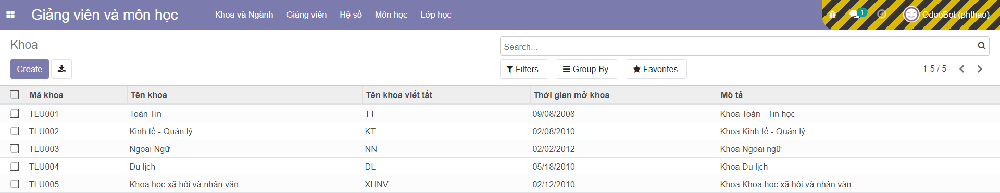 Giảng viên và môn học Khoa và Ngành Giảng viên Hệ số Môn học Lớp học 1 OdooBot (phthao)
Khoa Search...
Create Filters Group By Favorites 1-5 / 5
Mã khoa Tên khoa Tên khoa viết tắt Thời gian mở khoa Mô tả
TLU001 Toán Tin TT 09/08/2008 Khoa Toán - Tin học
TLU002 Kinh tế - Quản lý KT 02/08/2010 Khoa Kinh tế - Quản lý
TLU003 Ngoại Ngữ NN 02/02/2012 Khoa Ngoại ngữ
TLU004 Du lịch DL 05/18/2010 Khoa Du lịch
TLU005 Khoa học xã hội và nhân văn XHNV 02/12/2010 Khoa Khoa học xã hội và nhân văn